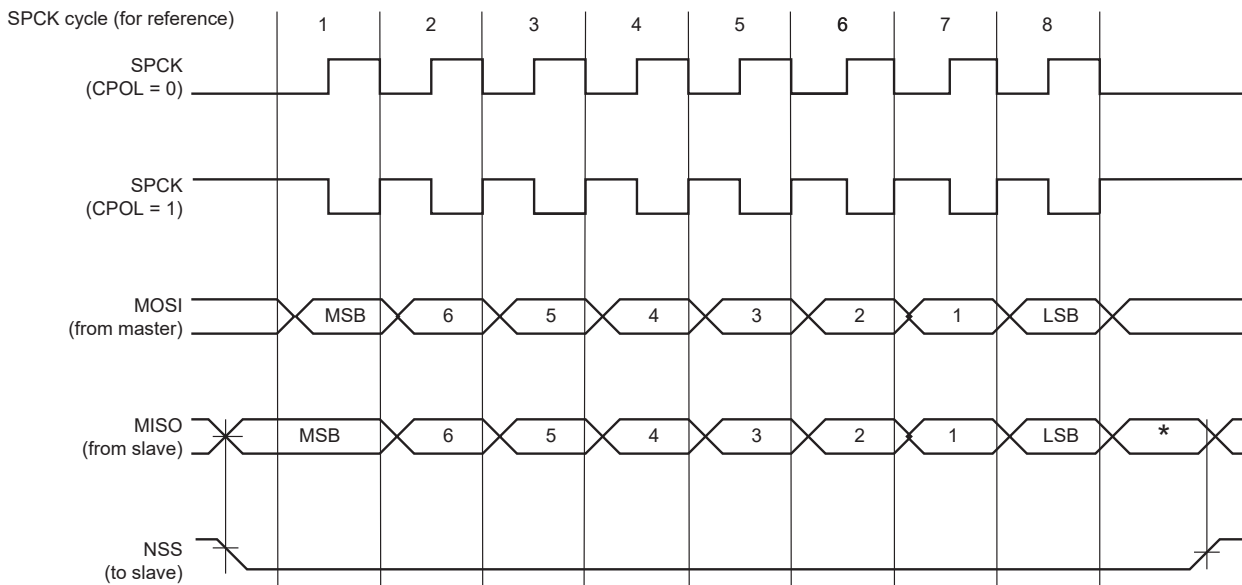 SPCK cycle (for reference)
1 2 3 4 5 6 7 8
SPCK
(CPOL = 0)
SPCK
(CPOL = 1)
MOSI
(from master)
MSB 6 5 4 3 2 1 LSB
MISO
(from slave)
MSB 6 5 4 3 2 1 LSB *
NSS
(to slave)